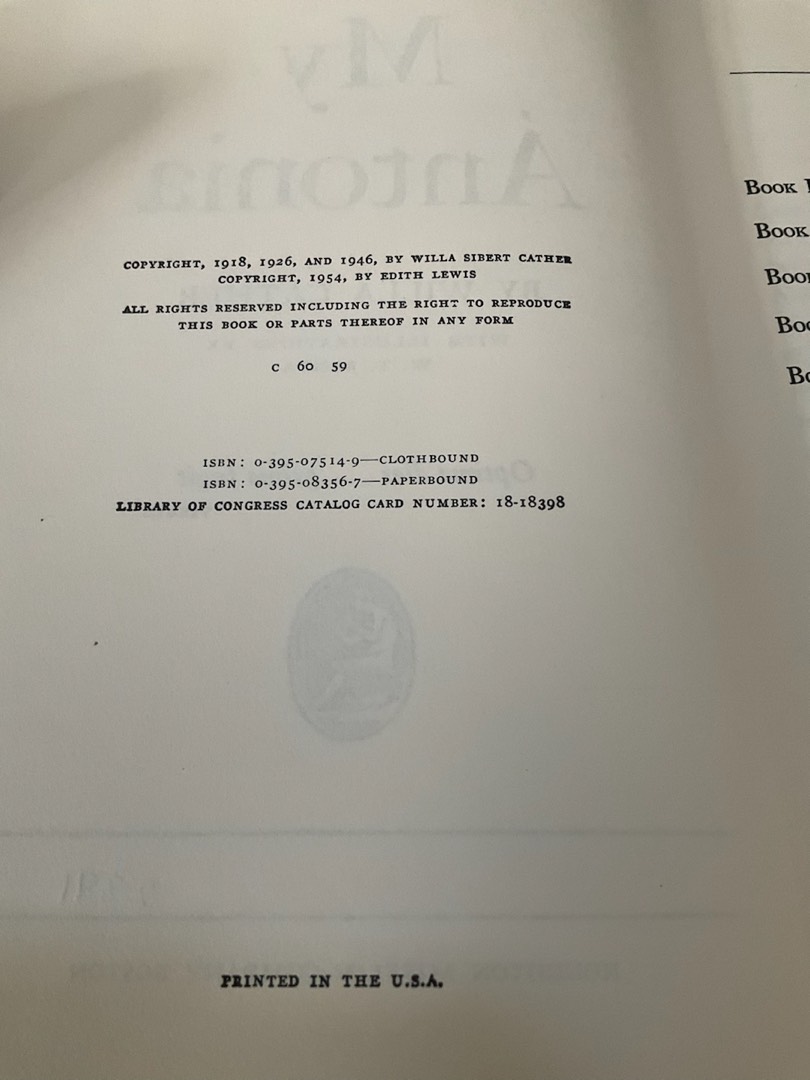 My
Ántonia
COPYRIGHT, 1918, 1926, AND 1946, BY WILLA SIBERT CATHER
COPYRIGHT, 1954, BY EDITH LEWIS
ALL RIGHTS RESERVED INCLUDING THE RIGHT TO REPRODUCE
THIS BOOK OR PARTS THEREOF IN ANY FORM
C 60 59
ISBN: 0-395-07514-9—CLOTHBOUND
ISBN: 0-395-08356-7—PAPERBOUND
LIBRARY OF CONGRESS CATALOG CARD NUMBER: 18-18398
PRINTED IN THE U.S.A.
BOOK
BOOK